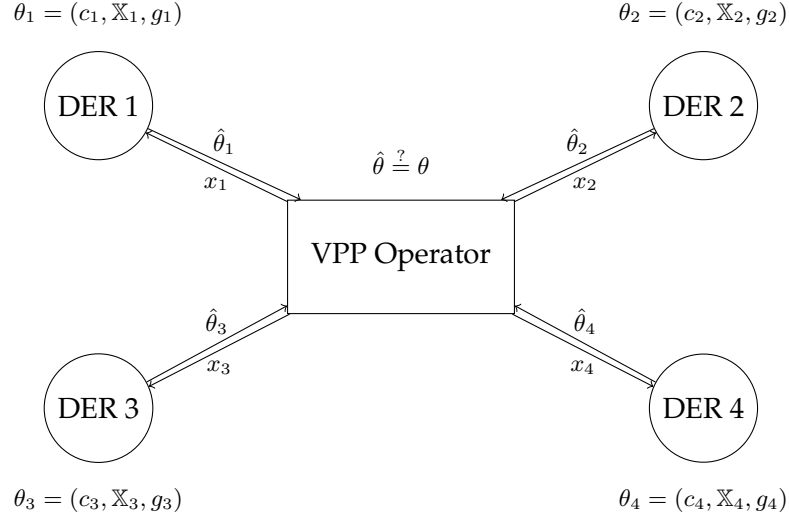 θ₁ = (c₁, 𝕏₁, g₁)
θ₂ = (c₂, 𝕏₂, g₂)
DER 1
DER 2
θ̂₁
θ̂₂
θ̂ ≟ θ
x₁
x₂
VPP Operator
θ̂₃
θ̂₄
x₃
x₄
DER 3
DER 4
θ₃ = (c₃, 𝕏₃, g₃)
θ₄ = (c₄, 𝕏₄, g₄)